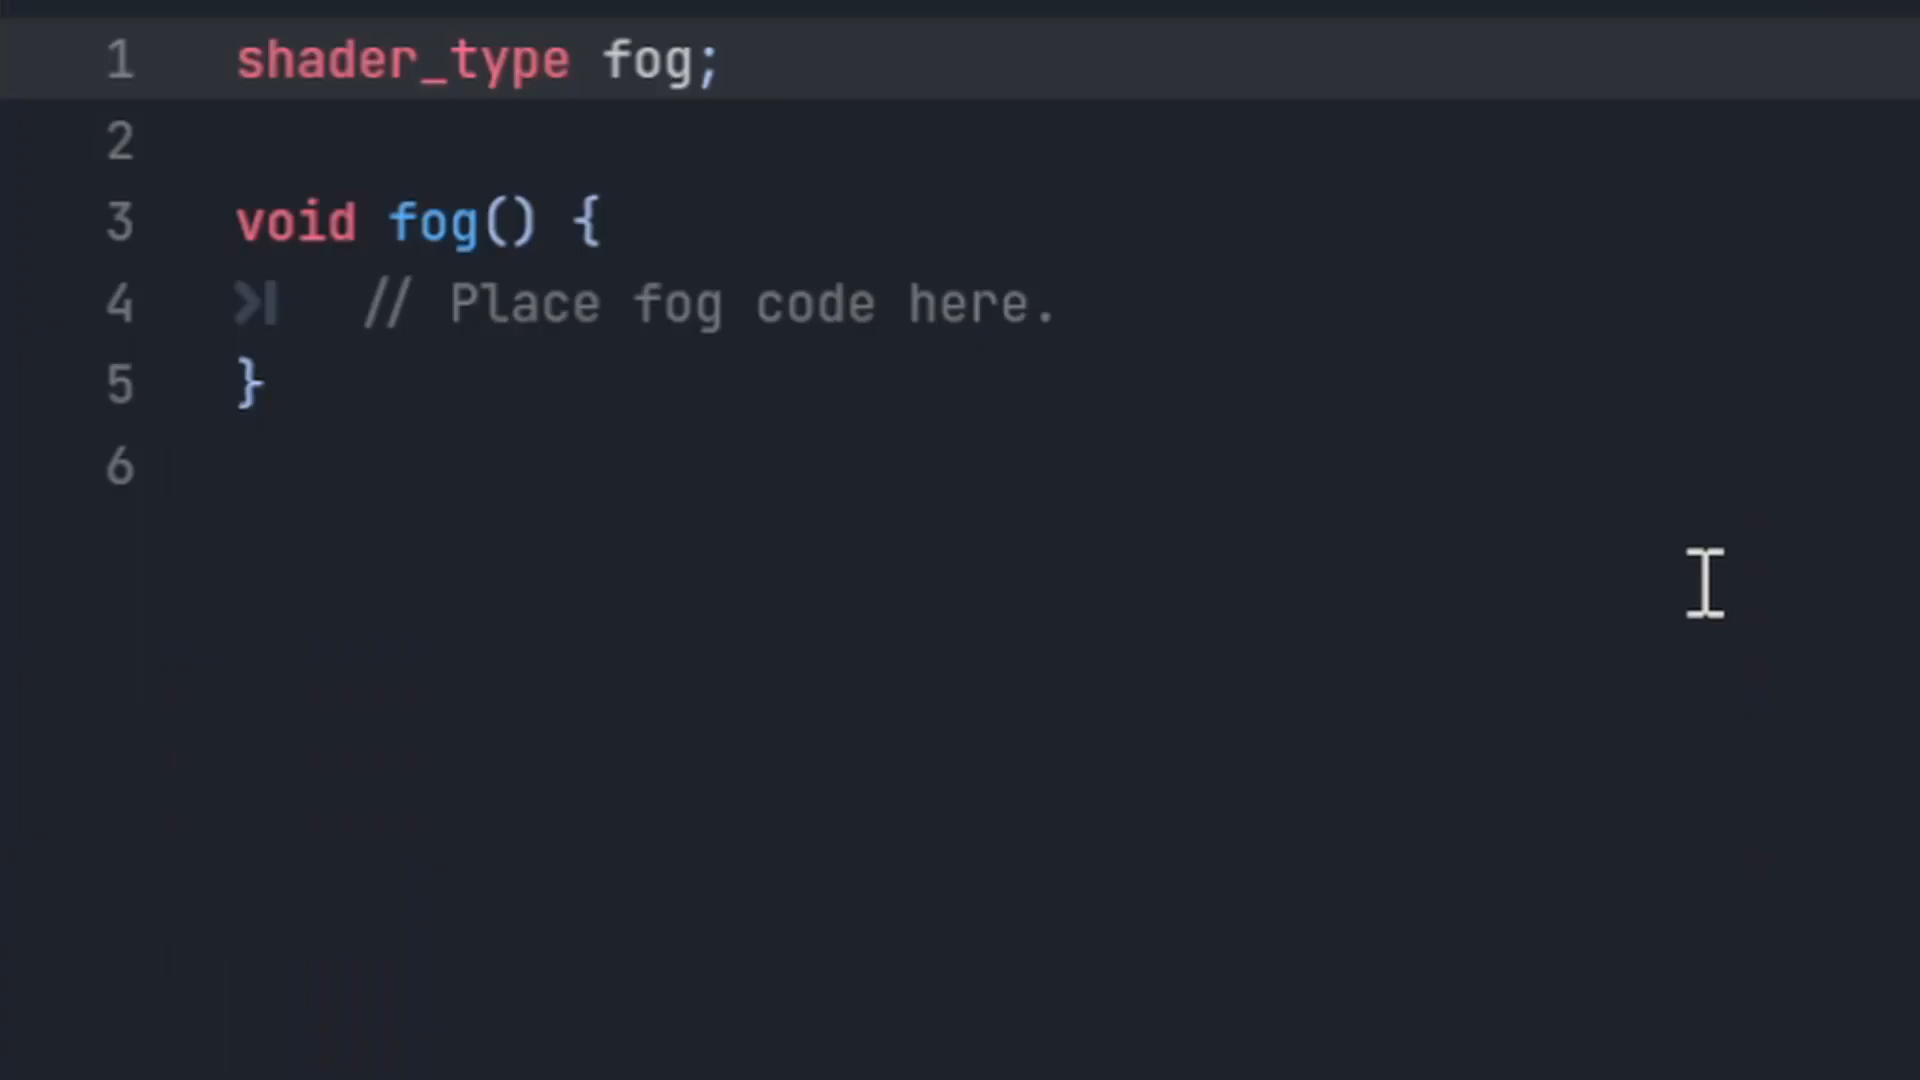 1 shader_type fog;
2
3 void fog() {
4 // Place fog code here.
5 }
6